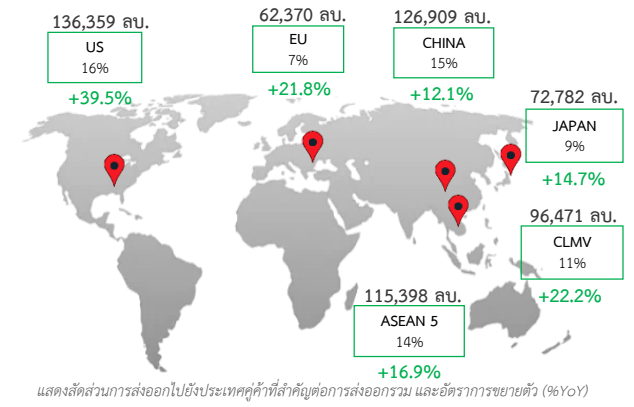 136,359 ลบ.
US
16%
+39.5%
62,370 ลบ.
EU
7%
+21.8%
126,909 ลบ.
CHINA
15%
+12.1%
72,782 ลบ.
JAPAN
9%
+14.7%
96,471 ลบ.
CLMV
11%
+22.2%
115,398 ลบ.
ASEAN 5
14%
+16.9%
แสดงสัดส่วนการส่งออกไปยังประเทศคู่ค้าที่สำคัญต่อการส่งออกรวม และอัตราการขยายตัว (%YoY)